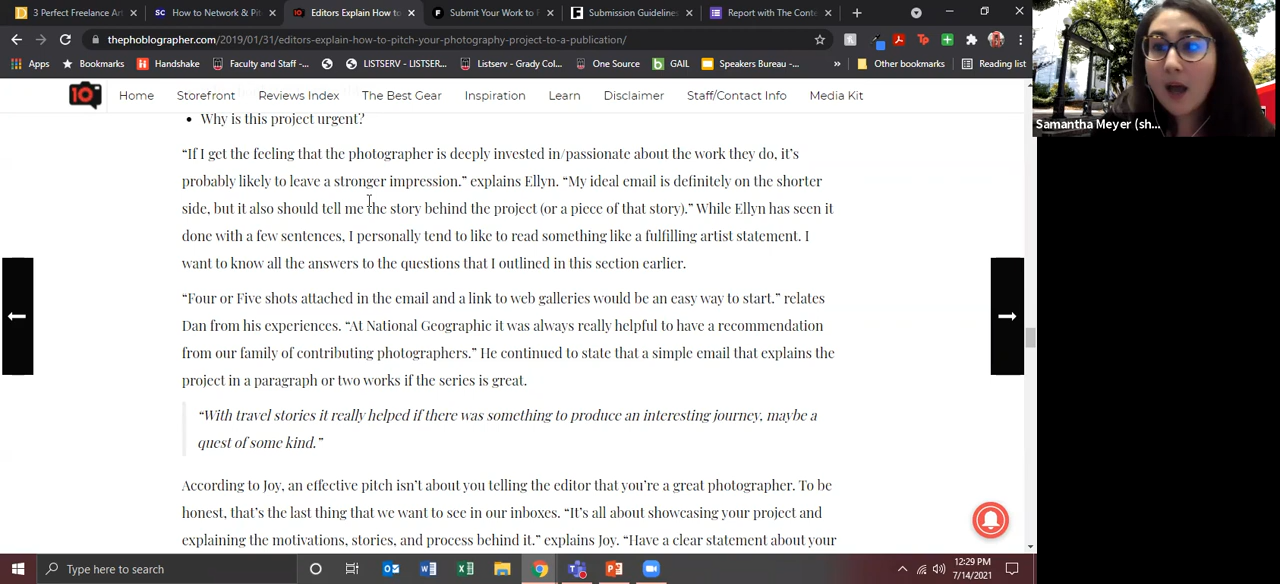 3 Perfect Freelance Ar
How to Network & Pit
Editors Explain How to
Submit Your Work to F
Submission Guidelines
Report with The Conte
thephoblographer.com/2019/01/31/editors-explain-how-to-pitch-your-photography-project-to-a-publication/
Apps Bookmarks Handshake Faculty and Staff -... LISTSERV - LISTSER... Listserv - Grady Col... One Source GAIL Speakers Bureau -... » Other bookmarks Reading list
Home Storefront Reviews Index The Best Gear Inspiration Learn Disclaimer Staff/Contact Info Media Kit
Samantha Meyer (sh...
• Why is this project urgent?
“If I get the feeling that the photographer is deeply invested in/passionate about the work they do, it’s
probably likely to leave a stronger impression.” explains Ellyn. “My ideal email is definitely on the shorter
side, but it also should tell me the story behind the project (or a piece of that story).” While Ellyn has seen it
done with a few sentences, I personally tend to like to read something like a fulfilling artist statement. I
want to know all the answers to the questions that I outlined in this section earlier.
“Four or Five shots attached in the email and a link to web galleries would be an easy way to start.” relates
Dan from his experiences. “At National Geographic it was always really helpful to have a recommendation
from our family of contributing photographers.” He continued to state that a simple email that explains the
project in a paragraph or two works if the series is great.
“With travel stories it really helped if there was something to produce an interesting journey, maybe a
quest of some kind.”
According to Joy, an effective pitch isn’t about you telling the editor that you’re a great photographer. To be
honest, that’s the last thing that we want to see in our inboxes. “It’s all about showcasing your project and
explaining the motivations, stories, and process behind it.” explains Joy. “Have a clear statement about your
Type here to search
12:29 PM
7/14/2021